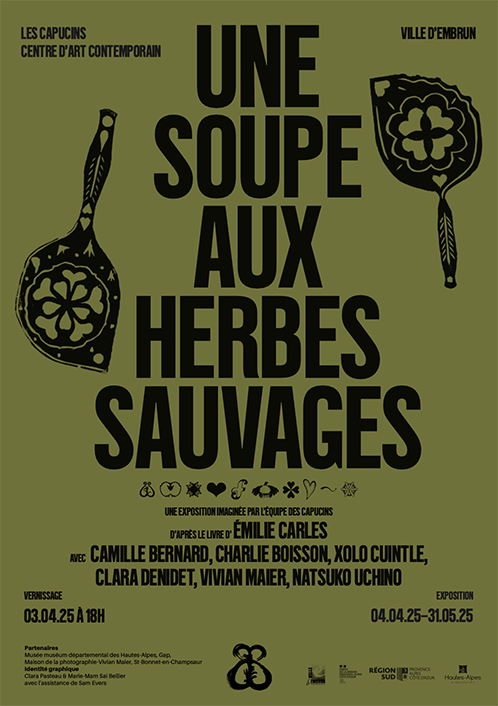 LES CAPUCINS
CENTRE D'ART CONTEMPORAIN
VILLE D'EMBRUN
UNE
SOUPE
AUX
HERBES
SAUVAGES
UNE EXPOSITION IMAGINÉE PAR L'ÉQUIPE DES CAPUCINS
D'APRÈS LE LIVRE D' ÉMILIE CARLES
AVEC CAMILLE BERNARD, CHARLIE BOISSON, XOLO CUINTLE,
CLARA DENIDET, VIVIAN MAIER, NATSUKO UCHINO
VERNISSAGE
03.04.25 À 18H
EXPOSITION
04.04.25–31.05.25
Partenaires
Musée muséum départemental des Hautes-Alpes, Gap,
Maison de la photographie Vivian Maier, St-Bonnet-en-Champsaur
Identité graphique
Clara Pasteau & Marie-Mam Sai Bellier
avec l'assistance de Sam Evers
RÉGION
SUD
PROVENCE
ALPES
CÔTE D'AZUR
Hautes-Alpes